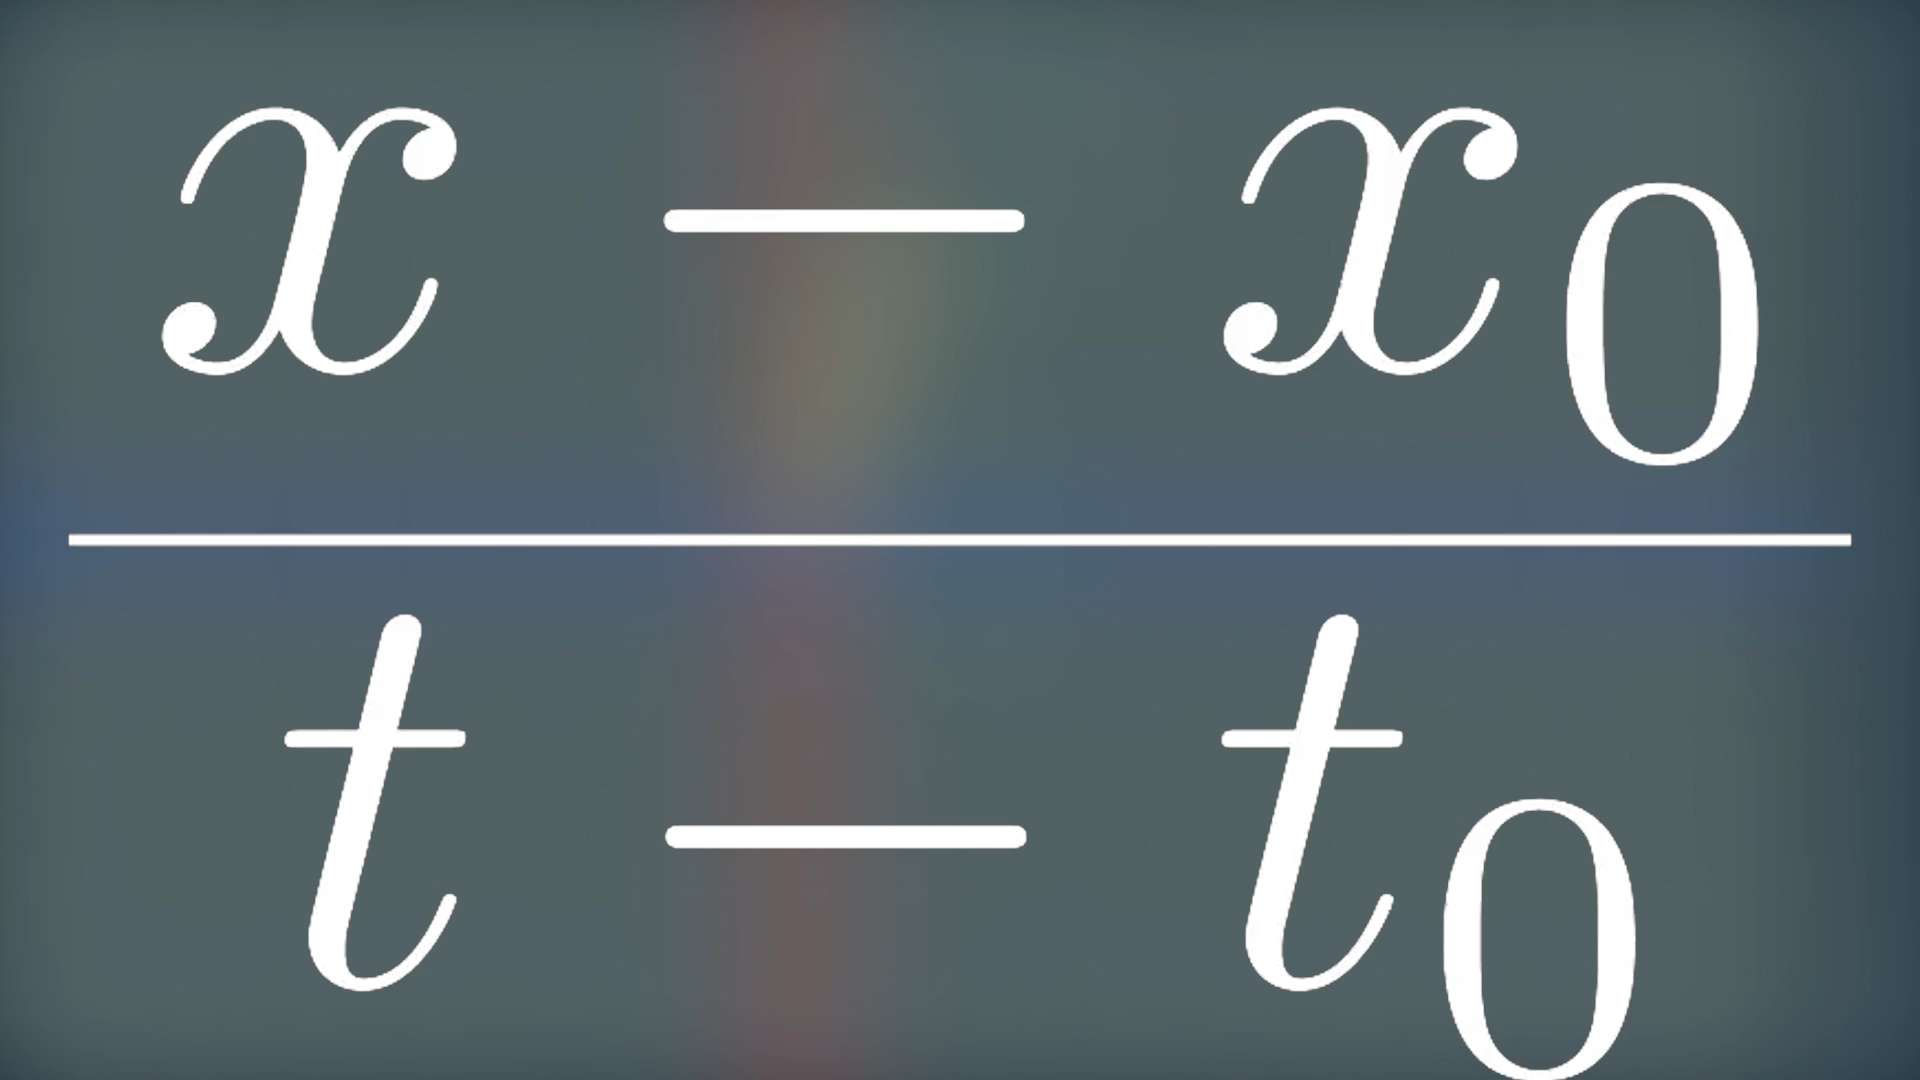 x − x₀
t − t₀